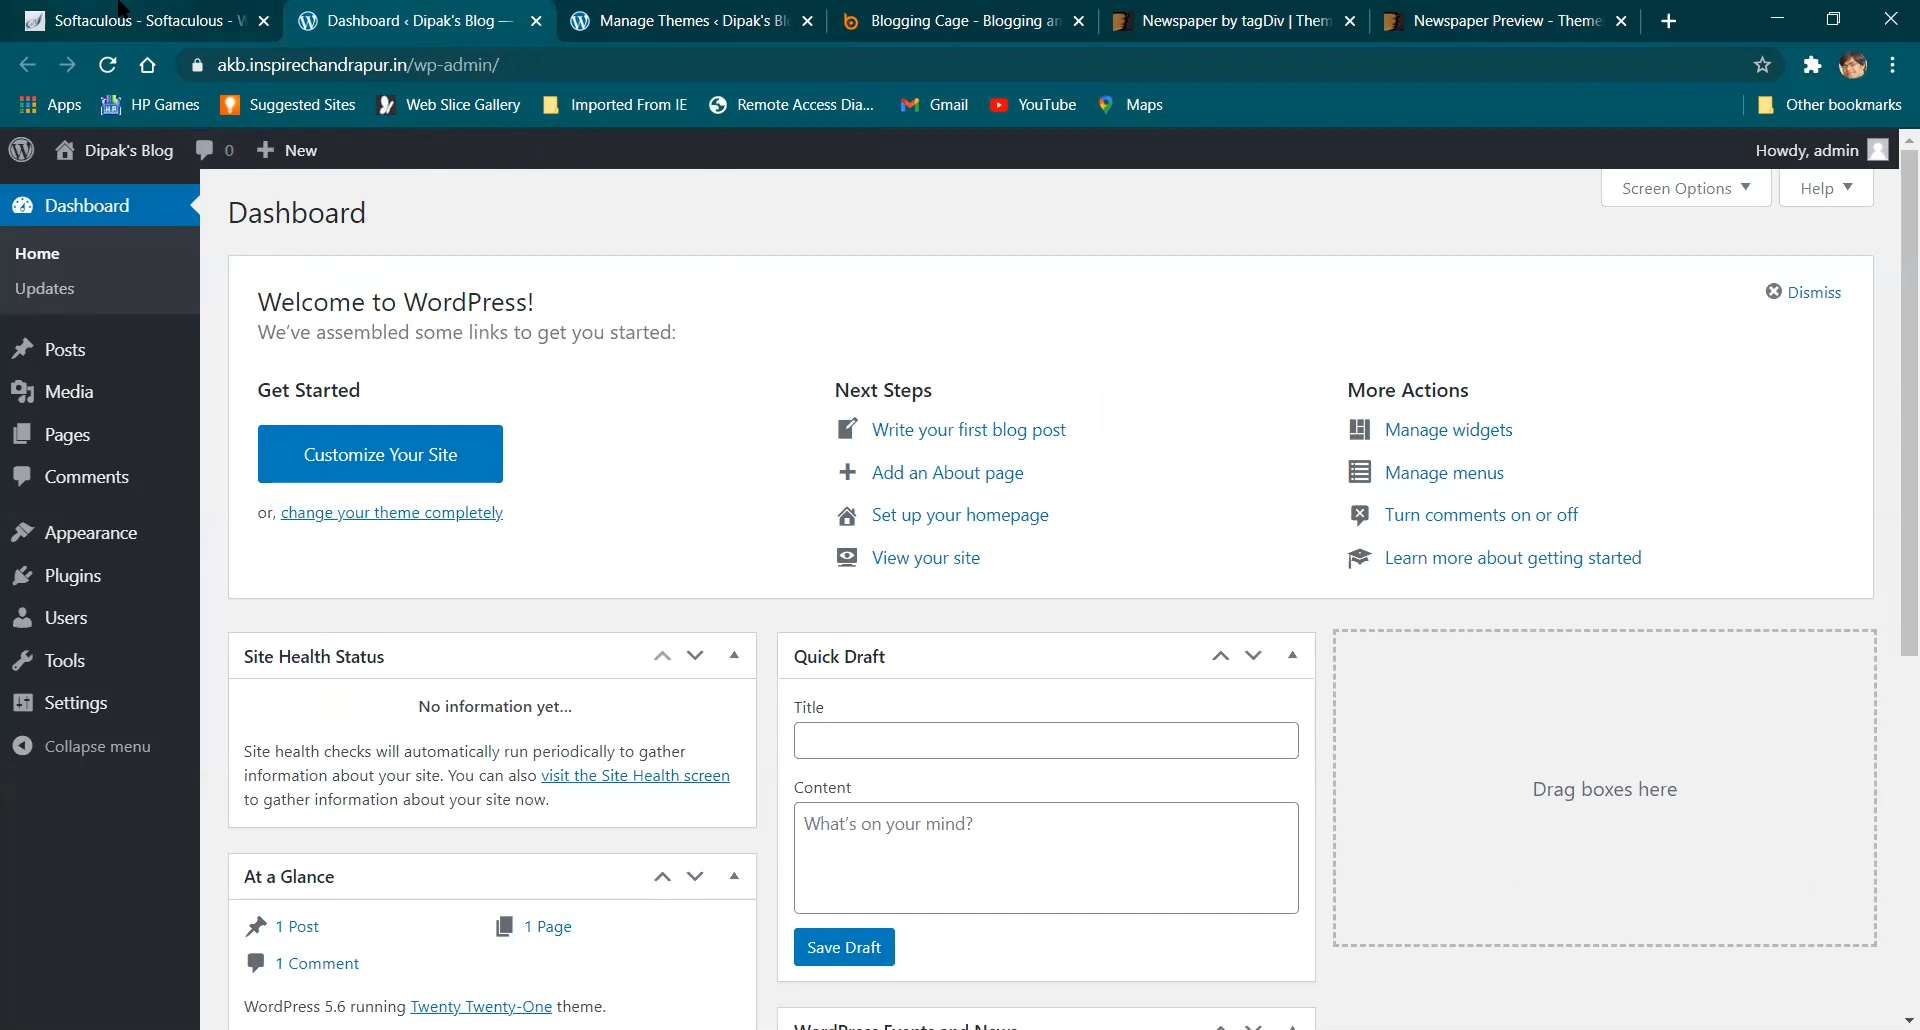 Softaculous - Softaculous - W
Dashboard ‹ Dipak's Blog —
Manage Themes ‹ Dipak's Bl
Blogging Cage - Blogging an
Newspaper by tagDiv | Them
Newspaper Preview - Theme
akb.inspirechandrapur.in/wp-admin/
Apps
HP Games
Suggested Sites
Web Slice Gallery
Imported From IE
Remote Access Dia...
Gmail
YouTube
Maps
Other bookmarks
Dipak's Blog
0
New
Howdy, admin
Screen Options
Help
Dashboard
Home
Updates
Posts
Media
Pages
Comments
Appearance
Plugins
Users
Tools
Settings
Collapse menu
Dashboard
Welcome to WordPress!
We've assembled some links to get you started:
Dismiss
Get Started
Customize Your Site
or, change your theme completely
Next Steps
Write your first blog post
Add an About page
Set up your homepage
View your site
More Actions
Manage widgets
Manage menus
Turn comments on or off
Learn more about getting started
Site Health Status
No information yet...
Site health checks will automatically run periodically to gather
information about your site. You can also visit the Site Health screen
to gather information about your site now.
At a Glance
1 Post
1 Page
1 Comment
WordPress 5.6 running Twenty Twenty-One theme.
Quick Draft
Title
Content
What's on your mind?
Save Draft
WordPress Events and News
Drag boxes here